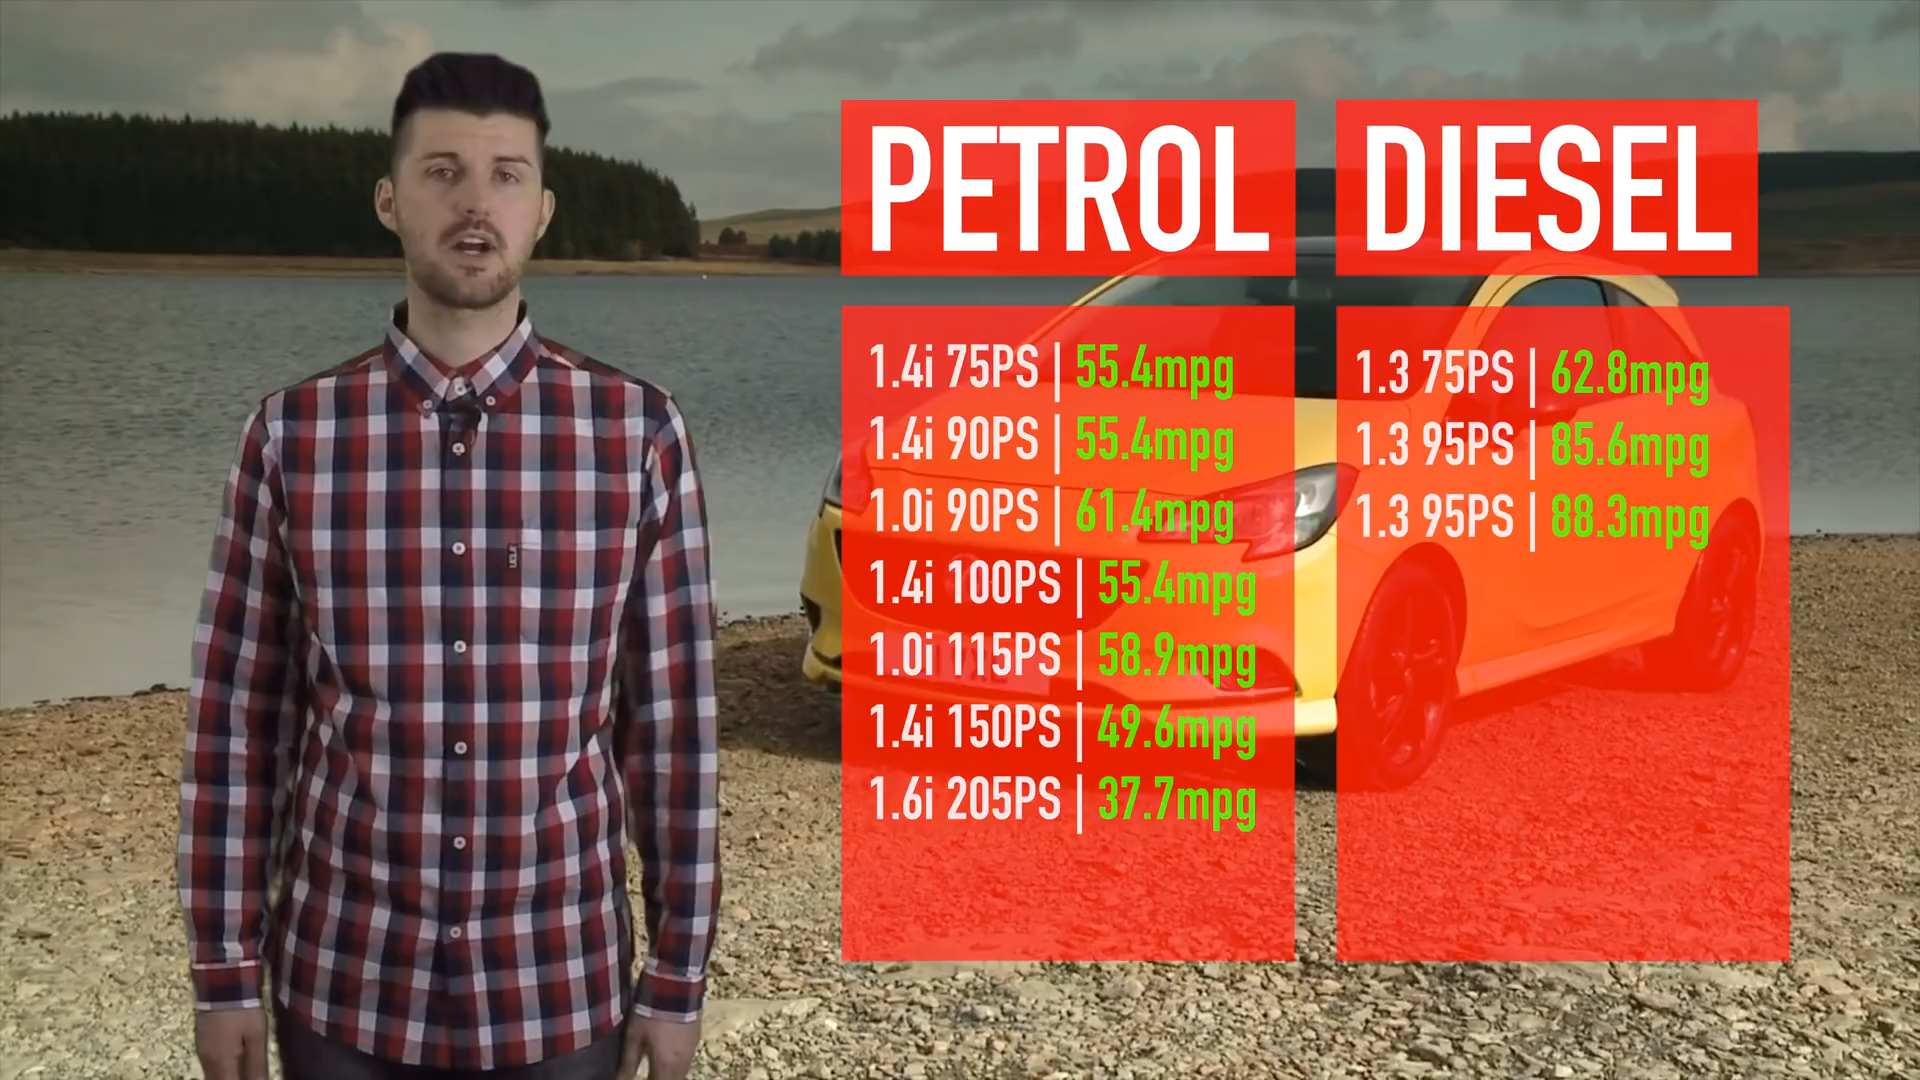 PETROL
1.4i 75PS | 55.4mpg
1.4i 90PS | 55.4mpg
1.0i 90PS | 61.4mpg
1.4i 100PS | 55.4mpg
1.0i 115PS | 58.9mpg
1.4i 150PS | 49.6mpg
1.6i 205PS | 37.7mpg
DIESEL
1.3 75PS | 62.8mpg
1.3 95PS | 85.6mpg
1.3 95PS | 88.3mpg